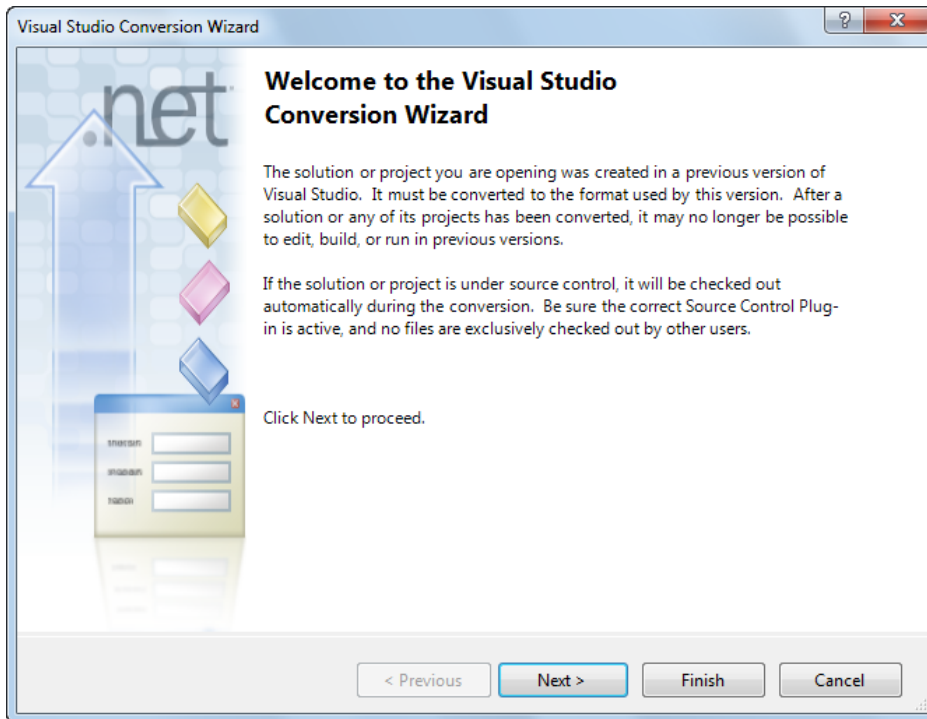 Visual Studio Conversion Wizard
.net
Welcome to the Visual Studio
Conversion Wizard
The solution or project you are opening was created in a previous version of
Visual Studio.  It must be converted to the format used by this version.  After a
solution or any of its projects has been converted, it may no longer be possible
to edit, build, or run in previous versions.
If the solution or project is under source control, it will be checked out
automatically during the conversion.  Be sure the correct Source Control Plug-
in is active, and no files are exclusively checked out by other users.
Click Next to proceed.
< Previous
Next >
Finish
Cancel